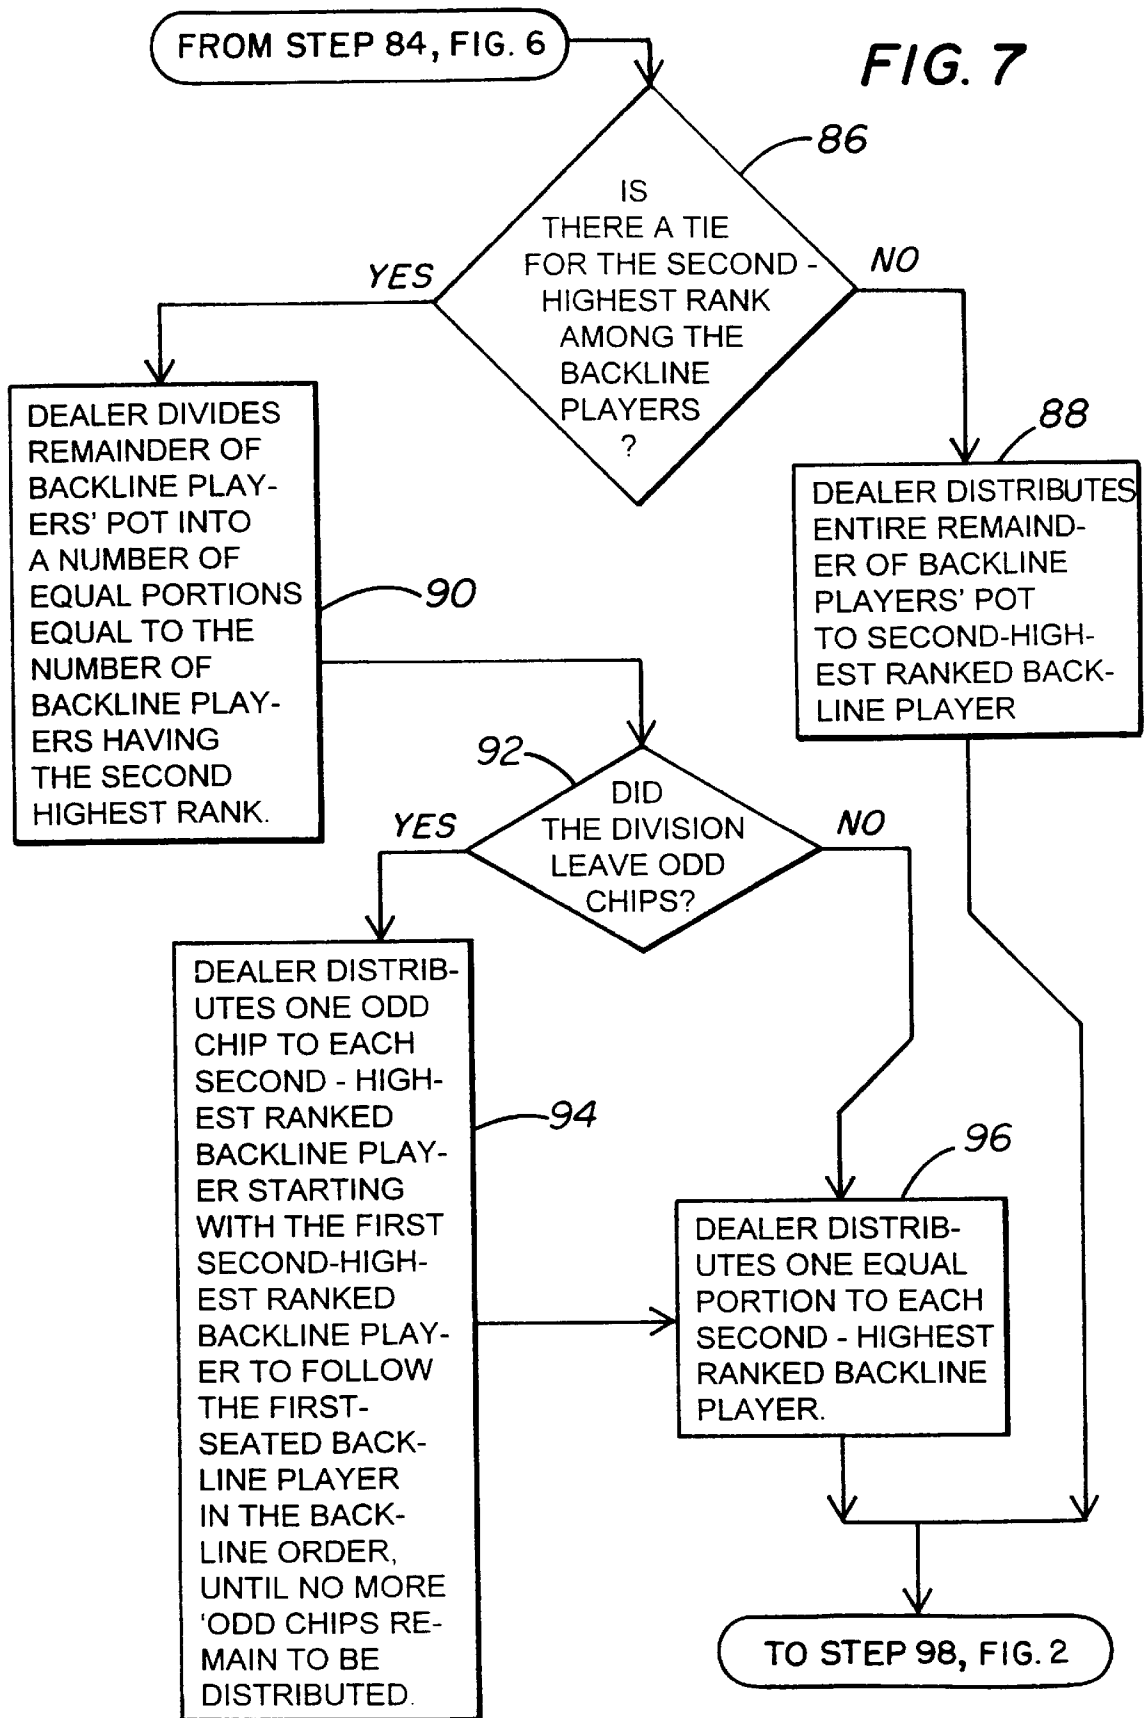 FROM STEP 84, FIG. 6
FIG. 7
86
IS
THERE A TIE
FOR THE SECOND -
HIGHEST RANK
AMONG THE
BACKLINE
PLAYERS
?
YES
NO
DEALER DIVIDES
REMAINDER OF
BACKLINE PLAY-
ERS' POT INTO
A NUMBER OF
EQUAL PORTIONS
EQUAL TO THE
NUMBER OF
BACKLINE PLAY-
ERS HAVING
THE SECOND
HIGHEST RANK.
90
88
DEALER DISTRIBUTES
ENTIRE REMAIND-
ER OF BACKLINE
PLAYERS' POT
TO SECOND-HIGH-
EST RANKED BACK-
LINE PLAYER
92
DID
THE DIVISION
LEAVE ODD
CHIPS?
YES
NO
DEALER DISTRIB-
UTES ONE ODD
CHIP TO EACH
SECOND - HIGH-
EST RANKED
BACKLINE PLAY-
ER STARTING
WITH THE FIRST
SECOND-HIGH-
EST RANKED
BACKLINE PLAY-
ER TO FOLLOW
THE FIRST-
SEATED BACK-
LINE PLAYER
IN THE BACK-
LINE ORDER,
UNTIL NO MORE
'ODD CHIPS RE-
MAIN TO BE
DISTRIBUTED.
94
96
DEALER DISTRIB-
UTES ONE EQUAL
PORTION TO EACH
SECOND - HIGHEST
RANKED BACKLINE
PLAYER.
TO STEP 98, FIG. 2